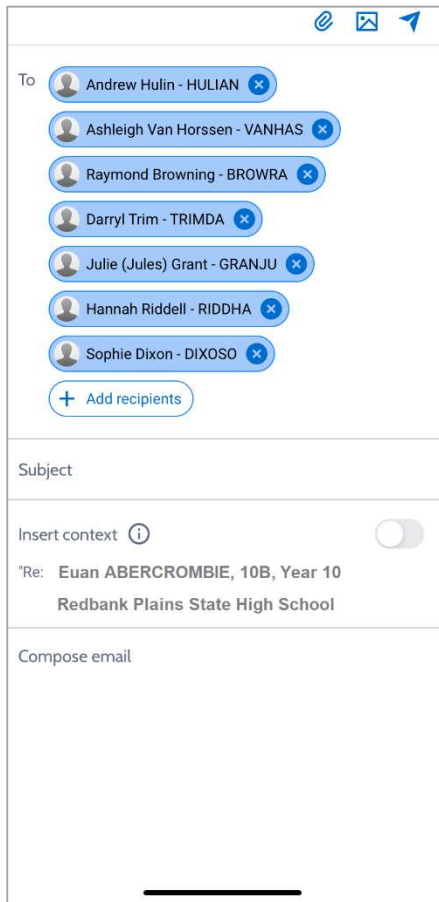 To
Andrew Hulin - HULIAN
Ashleigh Van Horssen - VANHAS
Raymond Browning - BROWRA
Darryl Trim - TRIMDA
Julie (Jules) Grant - GRANJU
Hannah Riddell - RIDDHA
Sophie Dixon - DIXOSO
+ Add recipients
Subject
Insert context
"Re: Euan ABERCROMBIE, 10B, Year 10
Redbank Plains State High School
Compose email